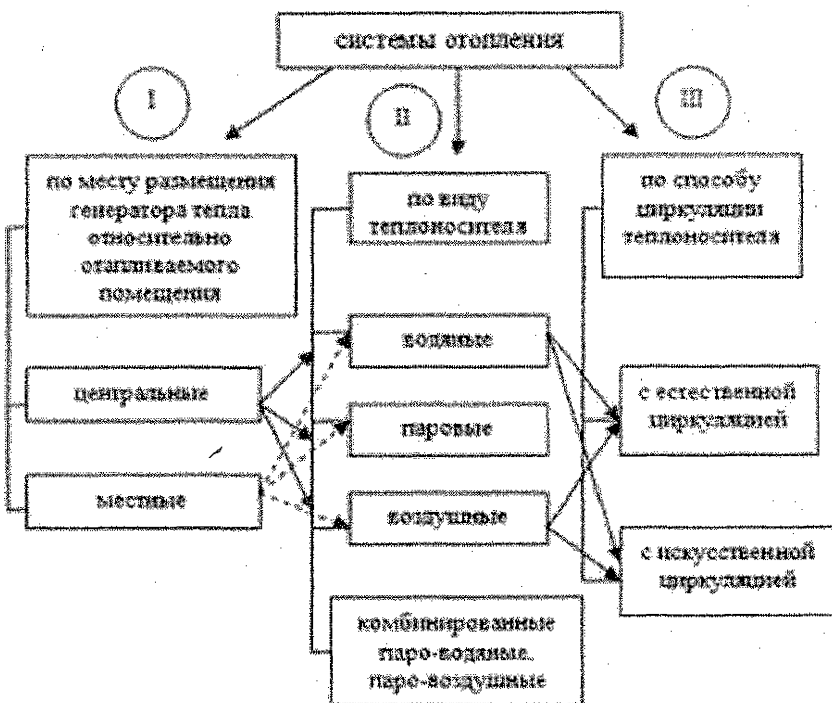 системы отопления
I
II
III
по месту размещения
генератора тепла
относительно
отапливаемого
помещения
центральные
местные
по виду
теплоносителя
водяные
паровые
воздушные
комбинированные
паро-водяные,
паро-воздушные
по способу
циркуляции
теплоносителя
с естественной
циркуляцией
с искусственной
циркуляцией